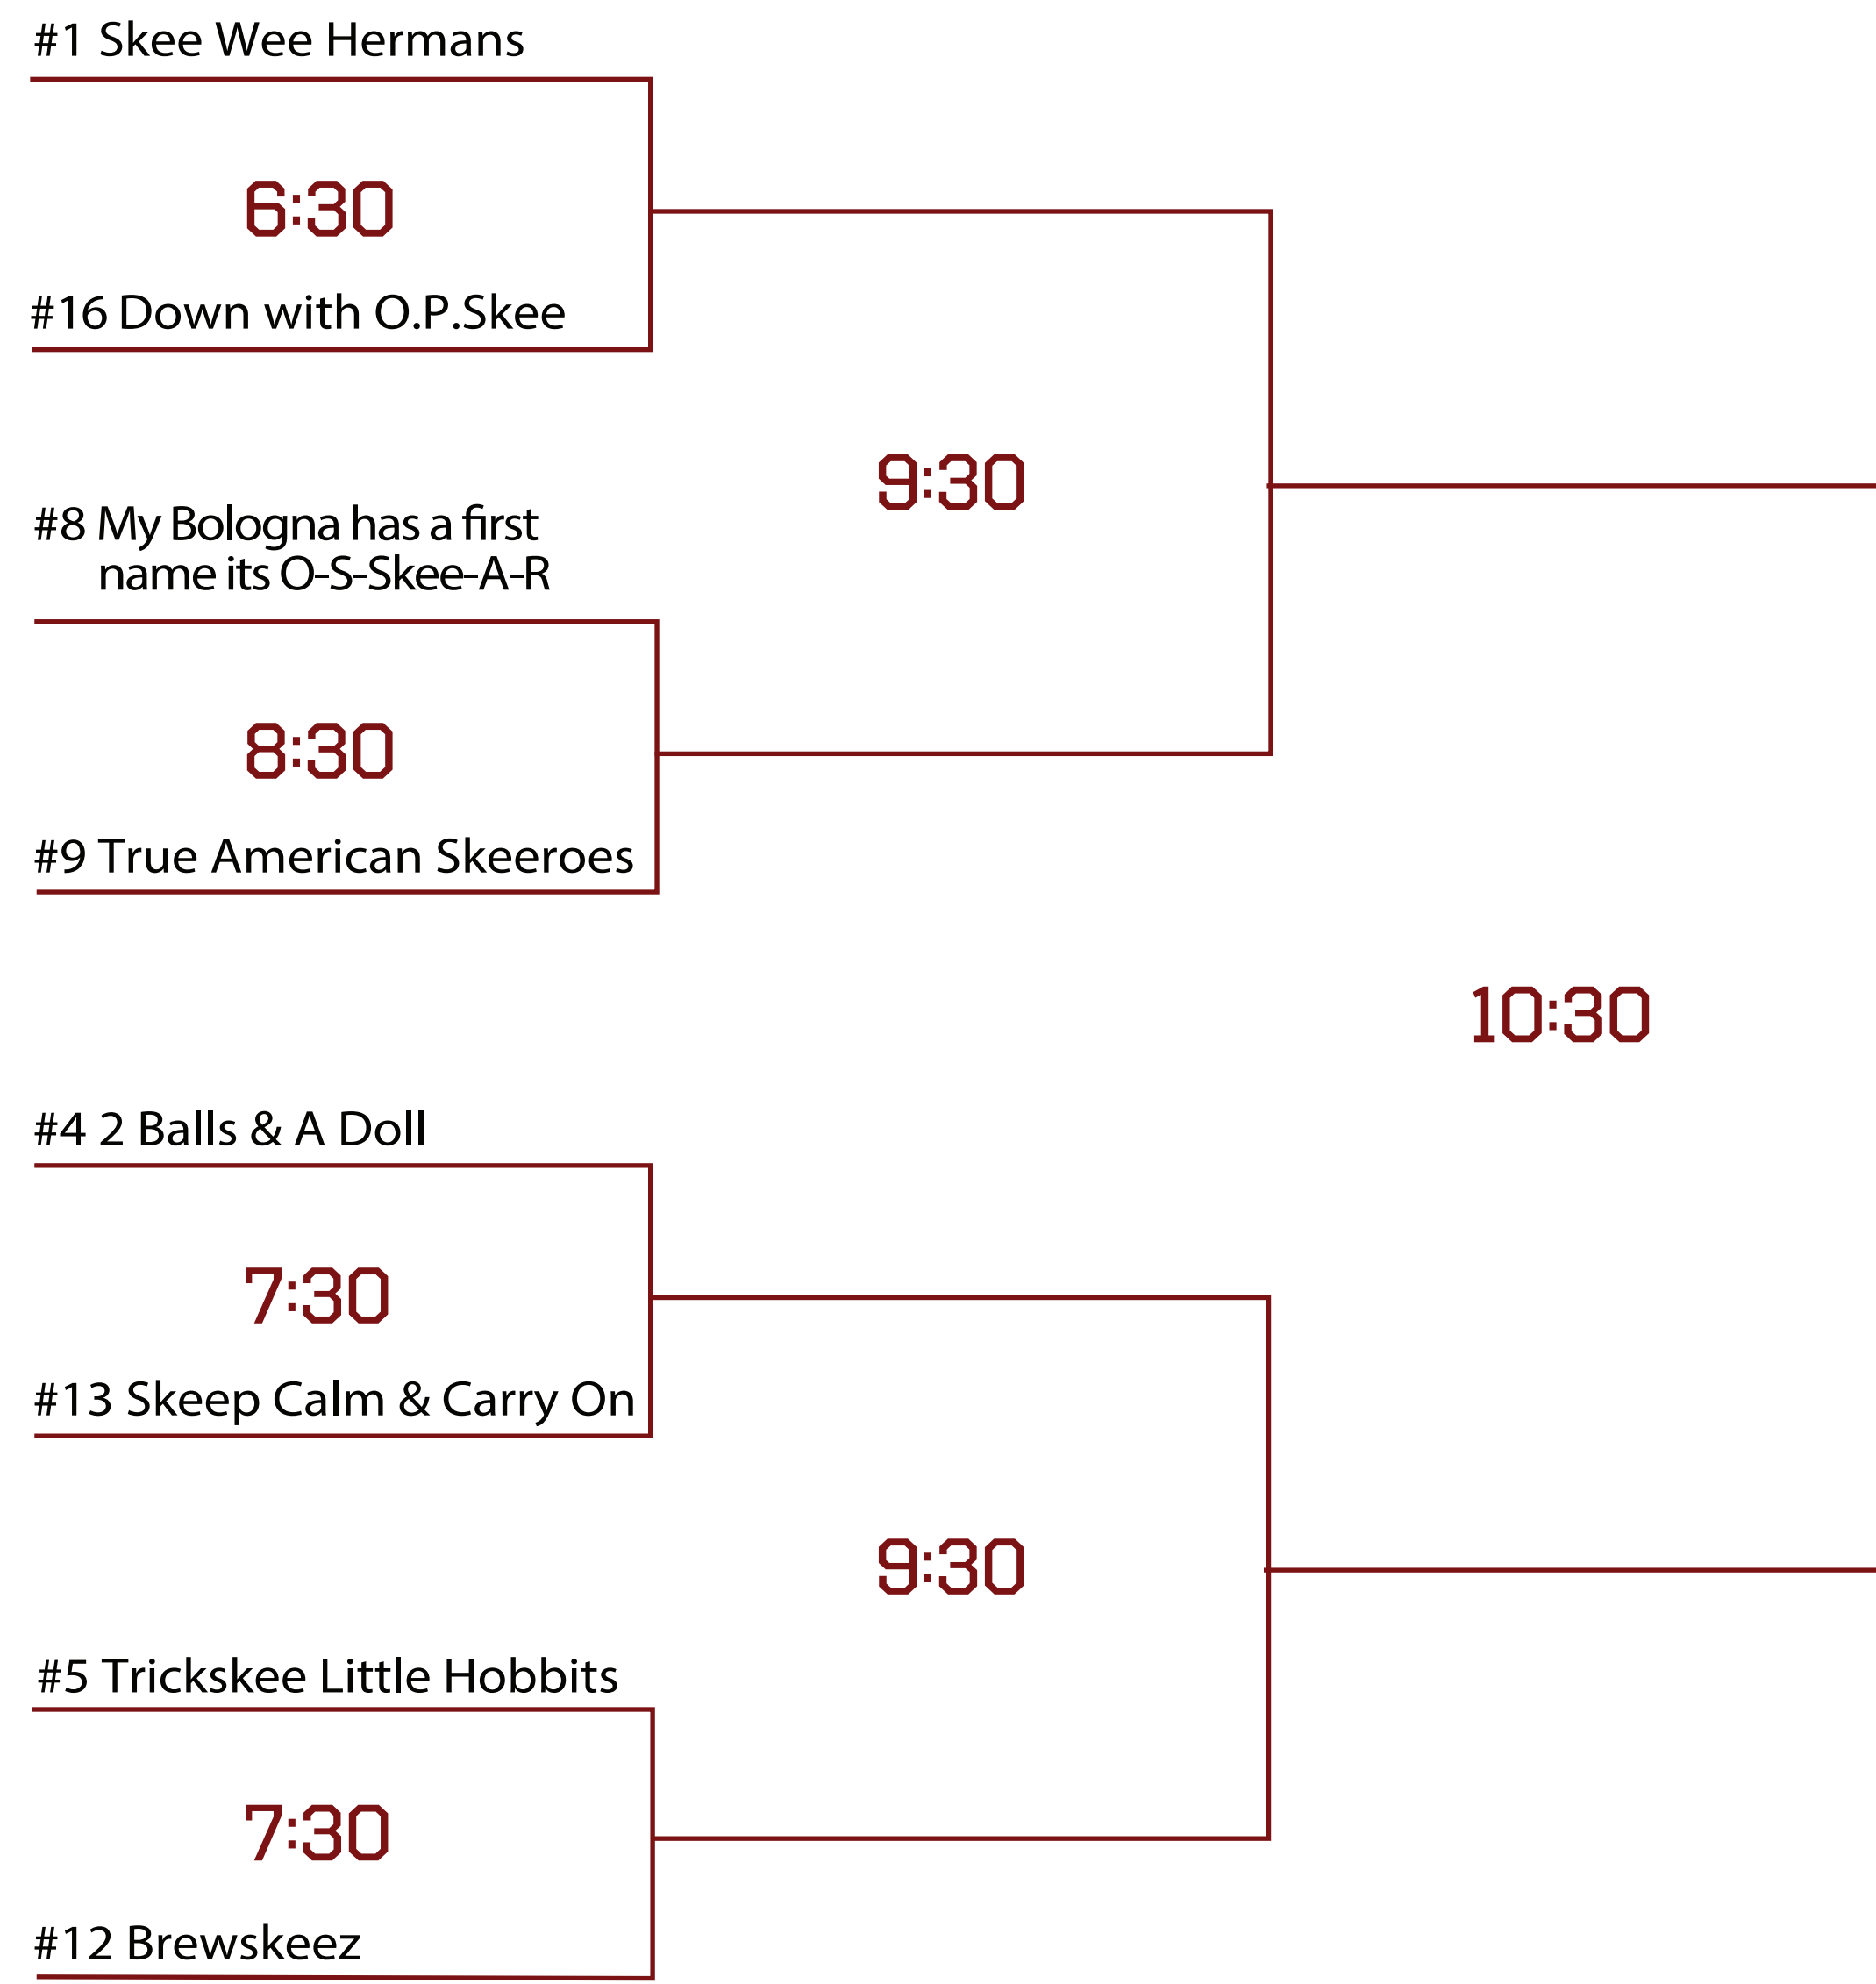 #1 Skee Wee Hermans
6:30
#16 Down with O.P.Skee
9:30
#8 My Bologna has a first
name its O-S-Skee-A-R
8:30
#9 True American Skeeroes
10:30
#4 2 Balls & A Doll
7:30
#13 Skeep Calm & Carry On
9:30
#5 Trickskee Little Hobbits
7:30
#12 Brewskeez